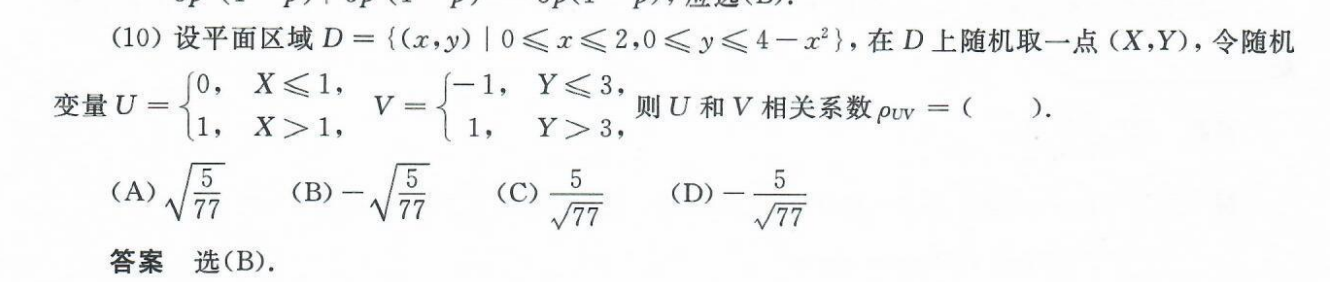 (10) 设平面区域 D = {(x,y) | 0 ⩽ x ⩽ 2,0 ⩽ y ⩽ 4 − x²},在 D 上随机取一点 (X,Y),令随机
变量 U = {0, X ⩽ 1, 1, X > 1, V = {−1, Y ⩽ 3, 1, Y > 3, 则 U 和 V 相关系数 ρ_UV = ( ).
(A) √(5/77) (B) −√(5/77) (C) 5/√77 (D) −5/√77
答案 选(B).